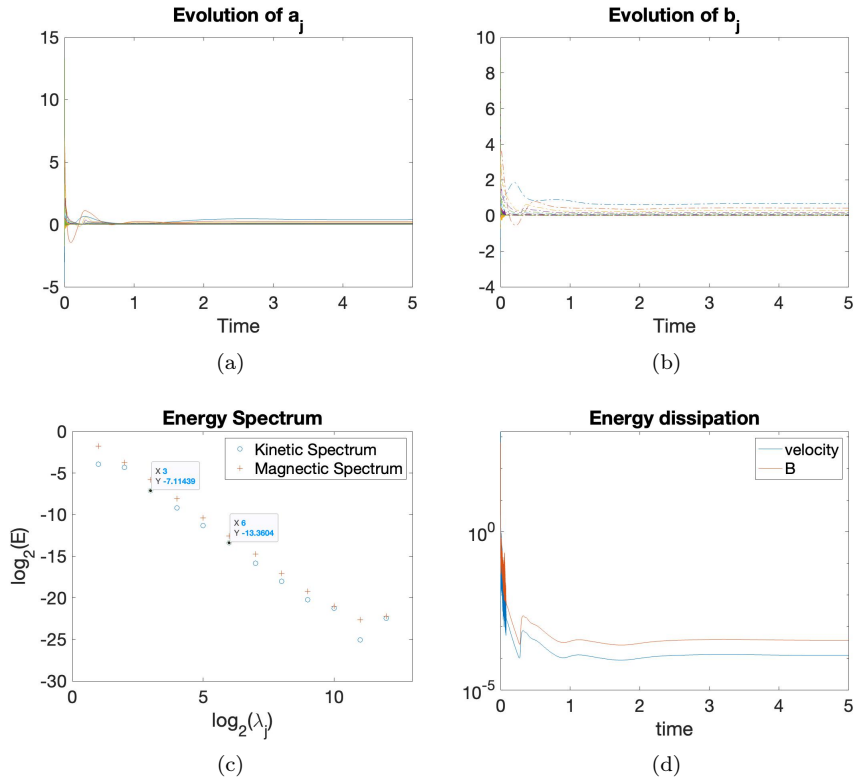 Evolution of a_j
15
10
5
0
-5
0 1 2 3 4 5
Time
(a)
Evolution of b_j
10
8
6
4
2
0
-2
-4
0 1 2 3 4 5
Time
(b)
Energy Spectrum
Kinetic Spectrum
Magnectic Spectrum
X 3
Y -7.11439
X 6
Y -13.3604
0
-5
-10
-15
-20
-25
-30
log_2(E)
0 5 10
log_2(λ_j)
(c)
Energy dissipation
velocity
B
10^0
10^-5
0 1 2 3 4 5
time
(d)